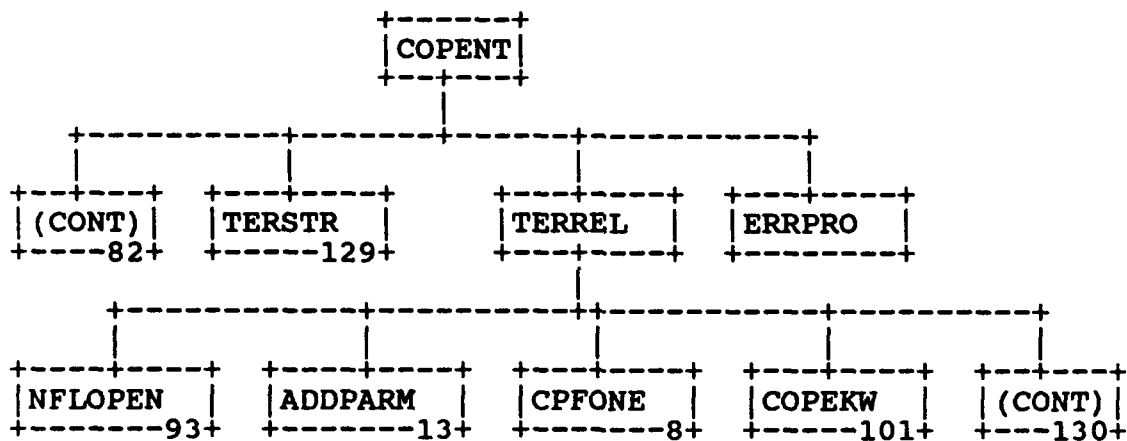 COPENT
(CONT) TERSTR TERREL ERRPRO
82 129
NFLOPEN ADDPARM CPFONE COPEKW (CONT)
93 13 8 101 130